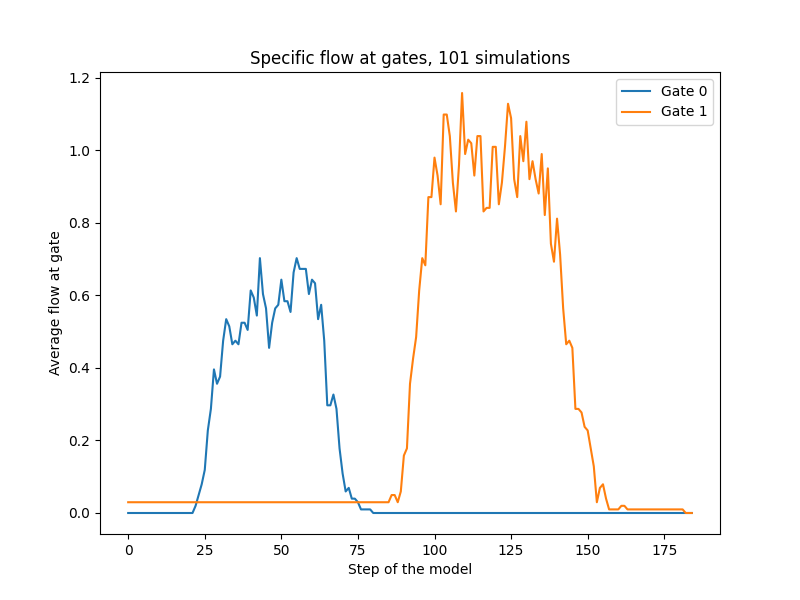 Specific flow at gates, 101 simulations
Gate 0
Gate 1
Average flow at gate
1.2
1.0
0.8
0.6
0.4
0.2
0.0
0 25 50 75 100 125 150 175
Step of the model